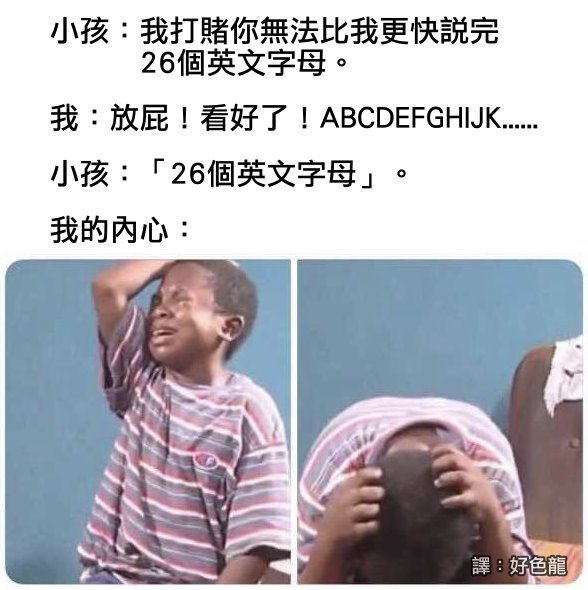 小孩：我打賭你無法比我更快説完
26個英文字母。
我：放屁！看好了！ABCDEFGHIJK......
小孩：「26個英文字母」。
我的內心：
譯：好色龍